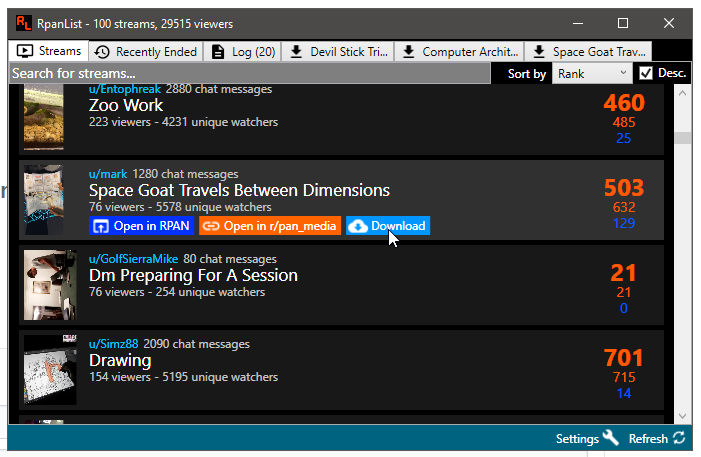 RL RpanList - 100 streams, 29515 viewers
Streams Recently Ended Log (20) Devil Stick Tri... Computer Archit... Space Goat Trav...
Search for streams... Sort by Rank Desc.
u/Entophreak 2880 chat messages
Zoo Work
223 viewers - 4231 unique watchers
460
485
25
u/mark 1280 chat messages
Space Goat Travels Between Dimensions
76 viewers - 5578 unique watchers
Open in RPAN Open in r/pan_media Download
503
632
129
u/GolfSierraMike 80 chat messages
Dm Preparing For A Session
76 viewers - 254 unique watchers
21
21
0
u/Simz88 2090 chat messages
Drawing
154 viewers - 5195 unique watchers
701
715
14
Settings Refresh